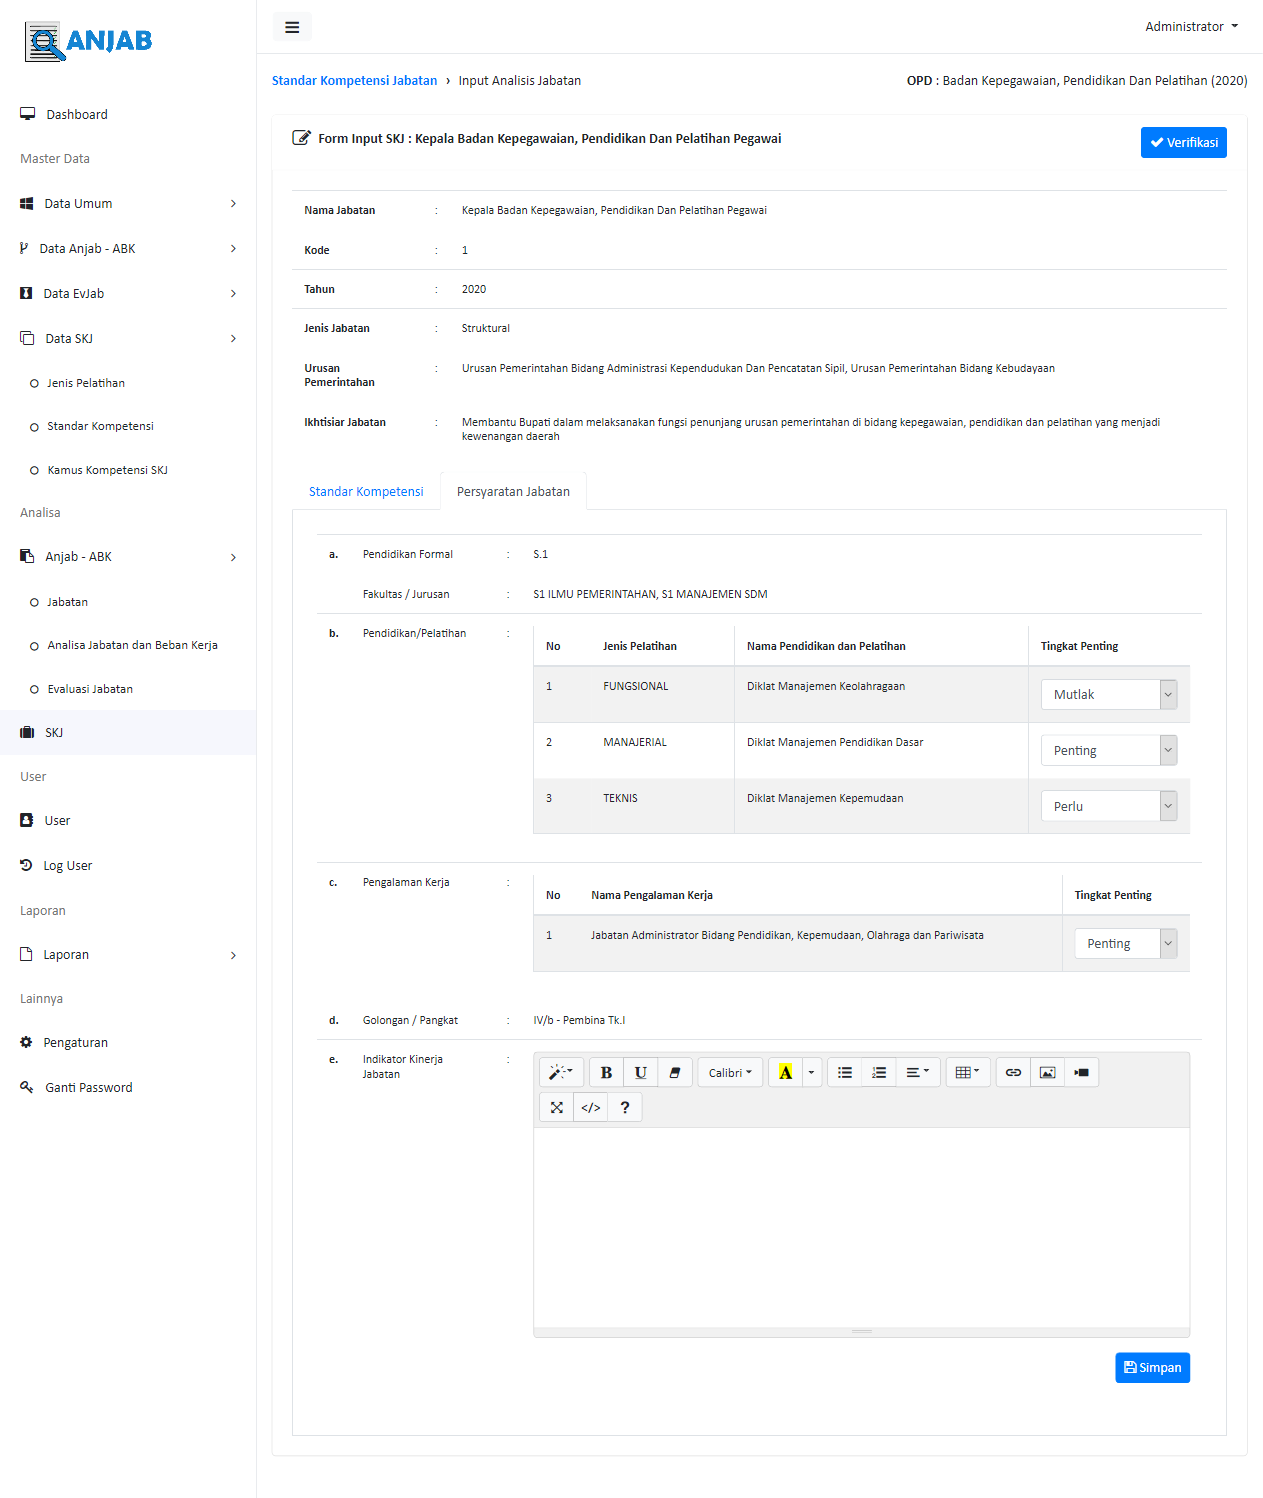 ANJAB
Administrator
Standar Kompetensi Jabatan › Input Analisis Jabatan
OPD : Badan Kepegawaian, Pendidikan Dan Pelatihan (2020)
Dashboard
Master Data
Data Umum
Data Anjab - ABK
Data EvJab
Data SKJ
Jenis Pelatihan
Standar Kompetensi
Kamus Kompetensi SKJ
Analisa
Anjab - ABK
Jabatan
Analisa Jabatan dan Beban Kerja
Evaluasi Jabatan
SKJ
User
User
Log User
Laporan
Laporan
Lainnya
Pengaturan
Ganti Password
Form Input SKJ : Kepala Badan Kepegawaian, Pendidikan Dan Pelatihan Pegawai
Verifikasi
Nama Jabatan : Kepala Badan Kepegawaian, Pendidikan Dan Pelatihan Pegawai
Kode : 1
Tahun : 2020
Jenis Jabatan : Struktural
Urusan Pemerintahan : Urusan Pemerintahan Bidang Administrasi Kependudukan Dan Pencatatan Sipil, Urusan Pemerintahan Bidang Kebudayaan
Ikhtisiar Jabatan : Membantu Bupati dalam melaksanakan fungsi penunjang urusan pemerintahan di bidang kepegawaian, pendidikan dan pelatihan yang menjadi
kewenangan daerah
Standar Kompetensi Persyaratan Jabatan
a. Pendidikan Formal : S.1
Fakultas / Jurusan : S1 ILMU PEMERINTAHAN, S1 MANAJEMEN SDM
b. Pendidikan/Pelatihan :
No Jenis Pelatihan Nama Pendidikan dan Pelatihan Tingkat Penting
1 FUNGSIONAL Diklat Manajemen Keolahragaan Mutlak
2 MANAJERIAL Diklat Manajemen Pendidikan Dasar Penting
3 TEKNIS Diklat Manajemen Kepemudaan Perlu
c. Pengalaman Kerja :
No Nama Pengalaman Kerja Tingkat Penting
1 Jabatan Administrator Bidang Pendidikan, Kepemudaan, Olahraga dan Pariwisata Penting
d. Golongan / Pangkat : IV/b - Pembina Tk.I
e. Indikator Kinerja Jabatan :
B U Calibri A
</> ?
Simpan